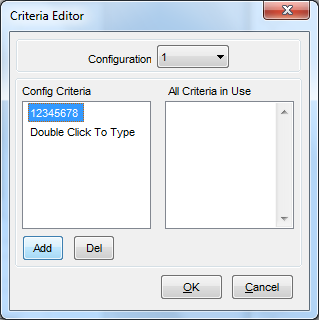 Criteria Editor
Configuration 1
Config Criteria
All Criteria in Use
12345678
Double Click To Type
Add Del
OK Cancel